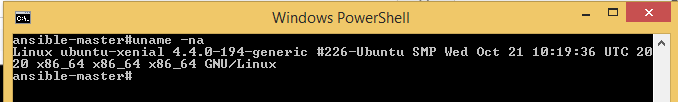 Windows PowerShell
ansible-master#uname -na
Linux ubuntu-xenial 4.4.0-194-generic #226-Ubuntu SMP Wed Oct 21 10:19:36 UTC 20
20 x86_64 x86_64 x86_64 GNU/Linux
ansible-master#